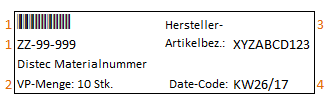 1 Hersteller- 3
1 ZZ-99-999 Artikelbez.: XYZABCD123
Distec Materialnummer
2 VP-Menge: 10 Stk. Date-Code: KW26/17 4